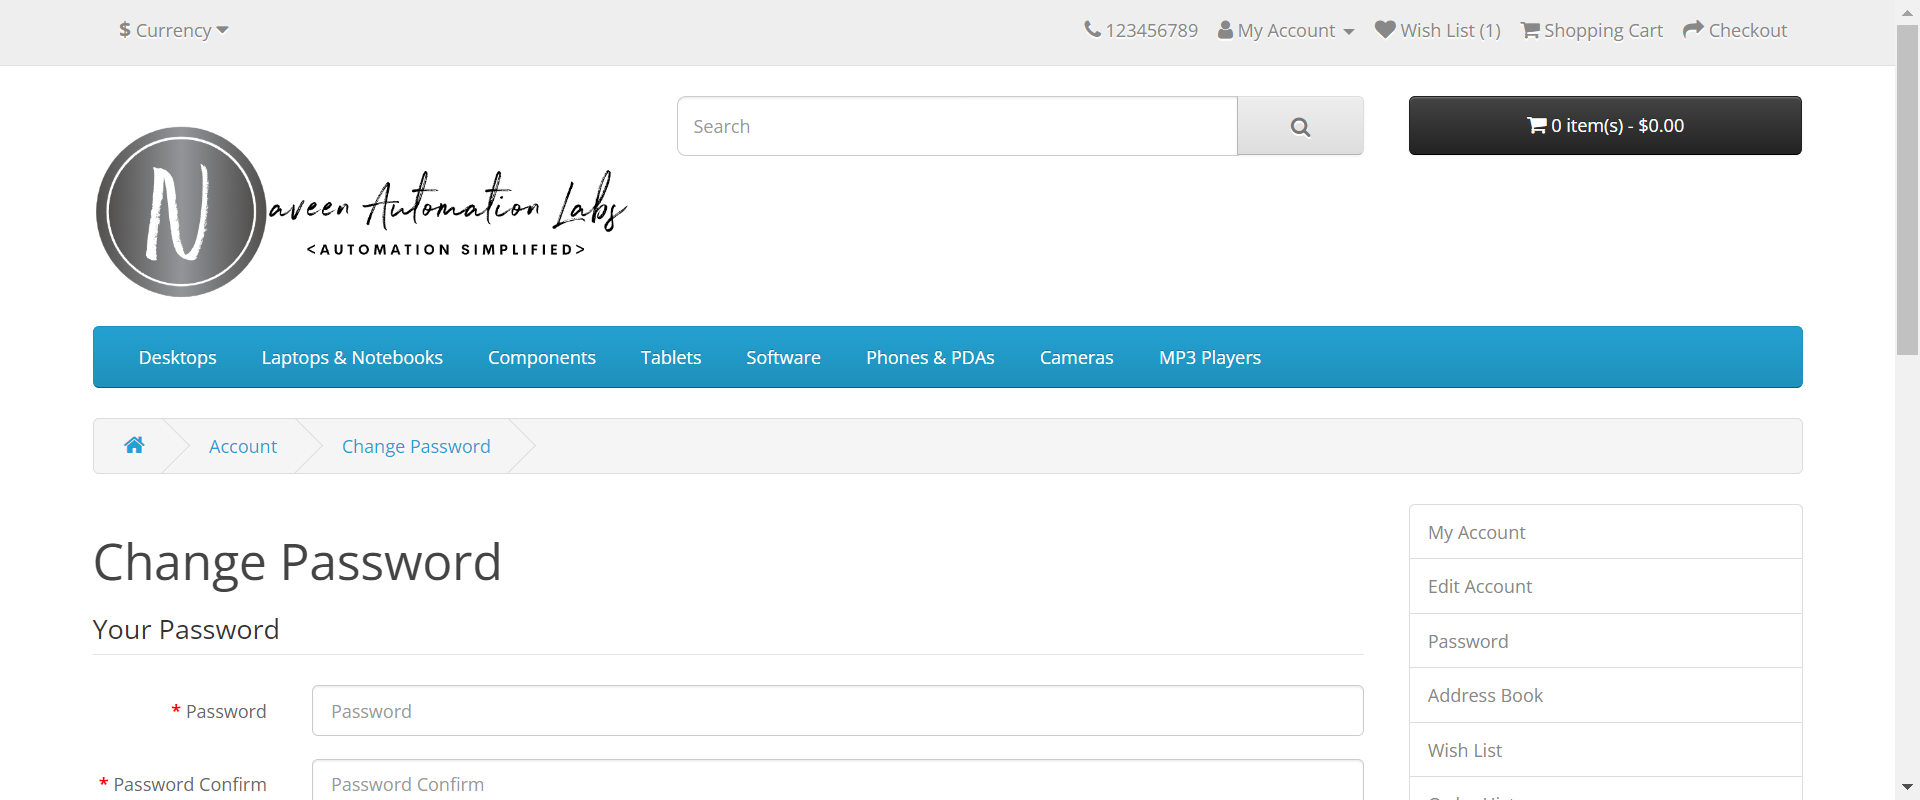 $ Currency
123456789 My Account Wish List (1) Shopping Cart Checkout
Search
0 item(s) - $0.00
N
aveen Automation Labs
<AUTOMATION SIMPLIFIED>
Desktops Laptops & Notebooks Components Tablets Software Phones & PDAs Cameras MP3 Players
Account Change Password
Change Password
Your Password
* Password Password
* Password Confirm Password Confirm
My Account
Edit Account
Password
Address Book
Wish List